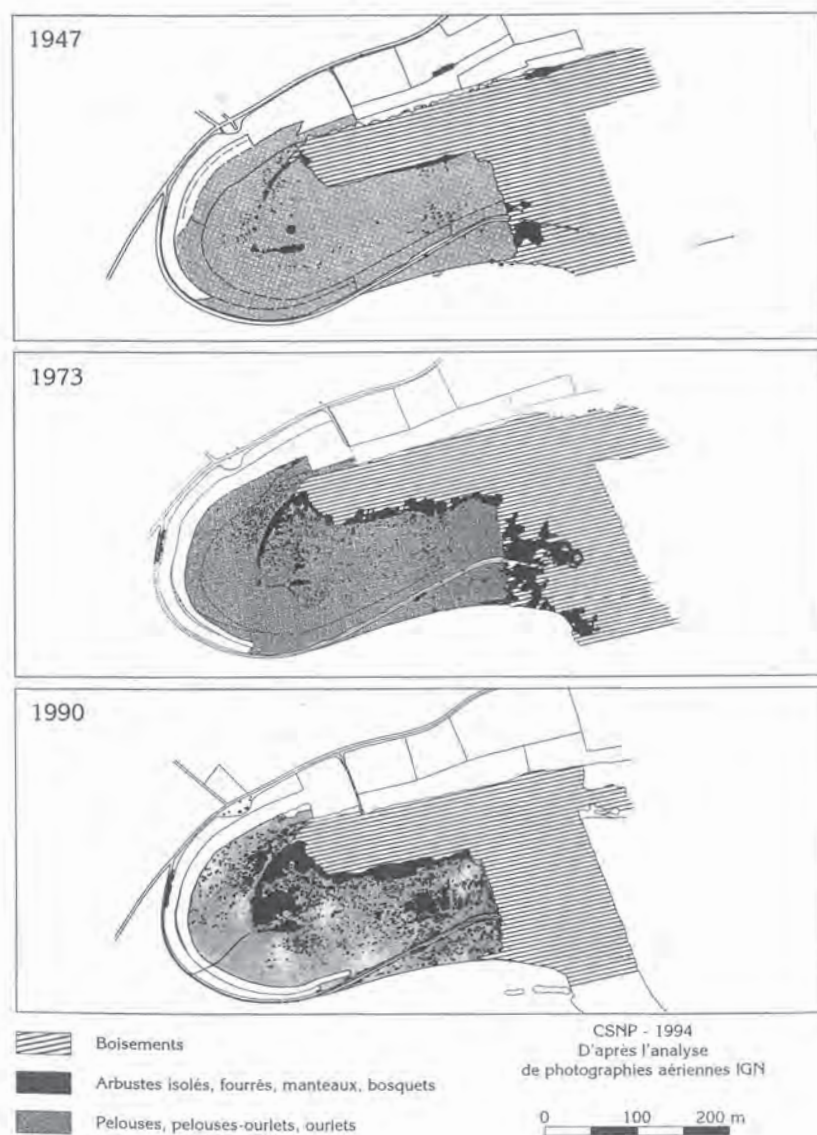 1947
1973
1990
Boisements
Arbustes isolés, fourrés, manteaux, bosquets
Pelouses, pelouses-ourlets, ourlets
CSNP - 1994
D'après l'analyse
de photographies aériennes IGN
0 100 200 m